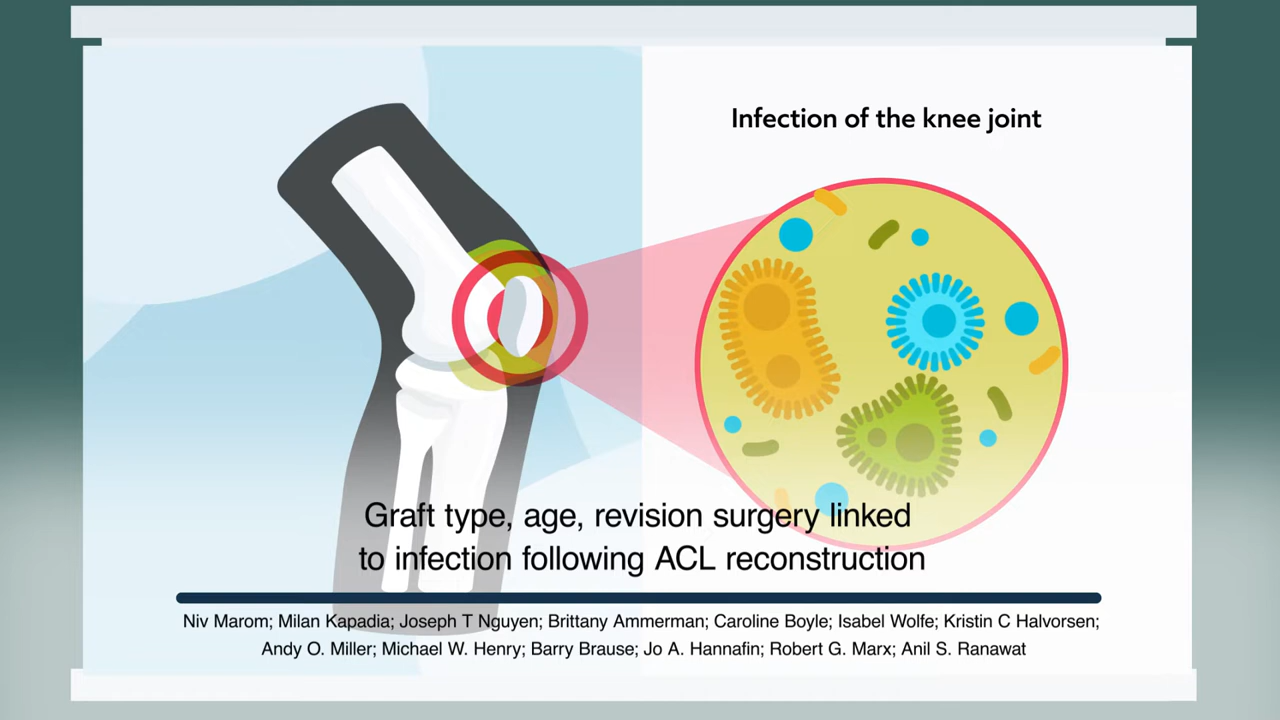 Infection of the knee joint
Graft type, age, revision surgery linked
to infection following ACL reconstruction
Niv Marom; Milan Kapadia; Joseph T Nguyen; Brittany Ammerman; Caroline Boyle; Isabel Wolfe; Kristin C Halvorsen;
Andy O. Miller; Michael W. Henry; Barry Brause; Jo A. Hannafin; Robert G. Marx; Anil S. Ranawat